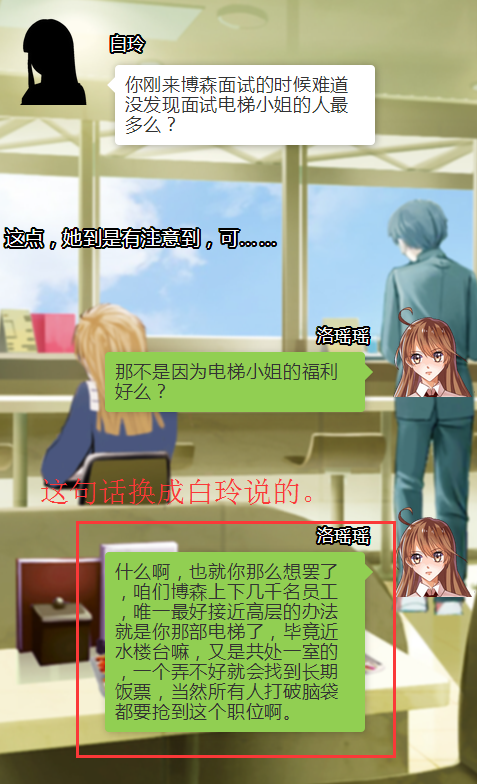 白玲
你刚来博森面试的时候难道
没发现面试电梯小姐的人最
多么？
这点，她到是有注意到，可……
洛瑶瑶
那不是因为电梯小姐的福利
好么？
这句话换成白玲说的。
洛瑶瑶
什么啊，也就你那么想罢了
，咱们博森上下几千名员工
，唯一最好接近高层的办法
就是你那部电梯了，毕竟近
水楼台嘛，又是共处一室的
，一个弄不好就会找到长期
饭票，当然所有人打破脑袋
都要抢到这个职位啊。